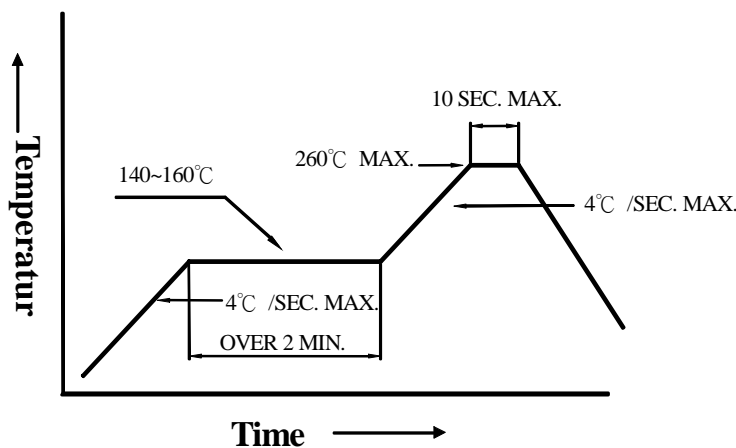 10 SEC. MAX.
260℃ MAX.
140~160℃
4℃ /SEC. MAX.
4℃ /SEC. MAX.
OVER 2 MIN.
Temperatur
Time